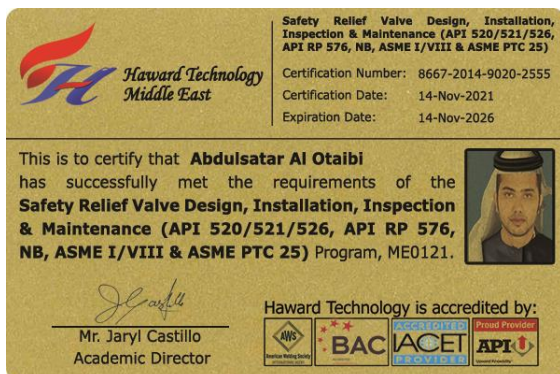 Haward Technology
Middle East
Safety Relief Valve Design, Installation,
Inspection & Maintenance (API 520/521/526,
API RP 576, NB, ASME I/VIII & ASME PTC 25)
Certification Number: 8667-2014-9020-2555
Certification Date: 14-Nov-2021
Expiration Date: 14-Nov-2026
This is to certify that Abdulsatar Al Otaibi
has successfully met the requirements of the
Safety Relief Valve Design, Installation, Inspection
& Maintenance (API 520/521/526, API RP 576,
NB, ASME I/VIII & ASME PTC 25) Program, ME0121.
Mr. Jaryl Castillo
Academic Director
Haward Technology is accredited by:
AWS
American Welding Society
BAC
ACCREDITED
IACET
PROVIDER
Proud Provider
API